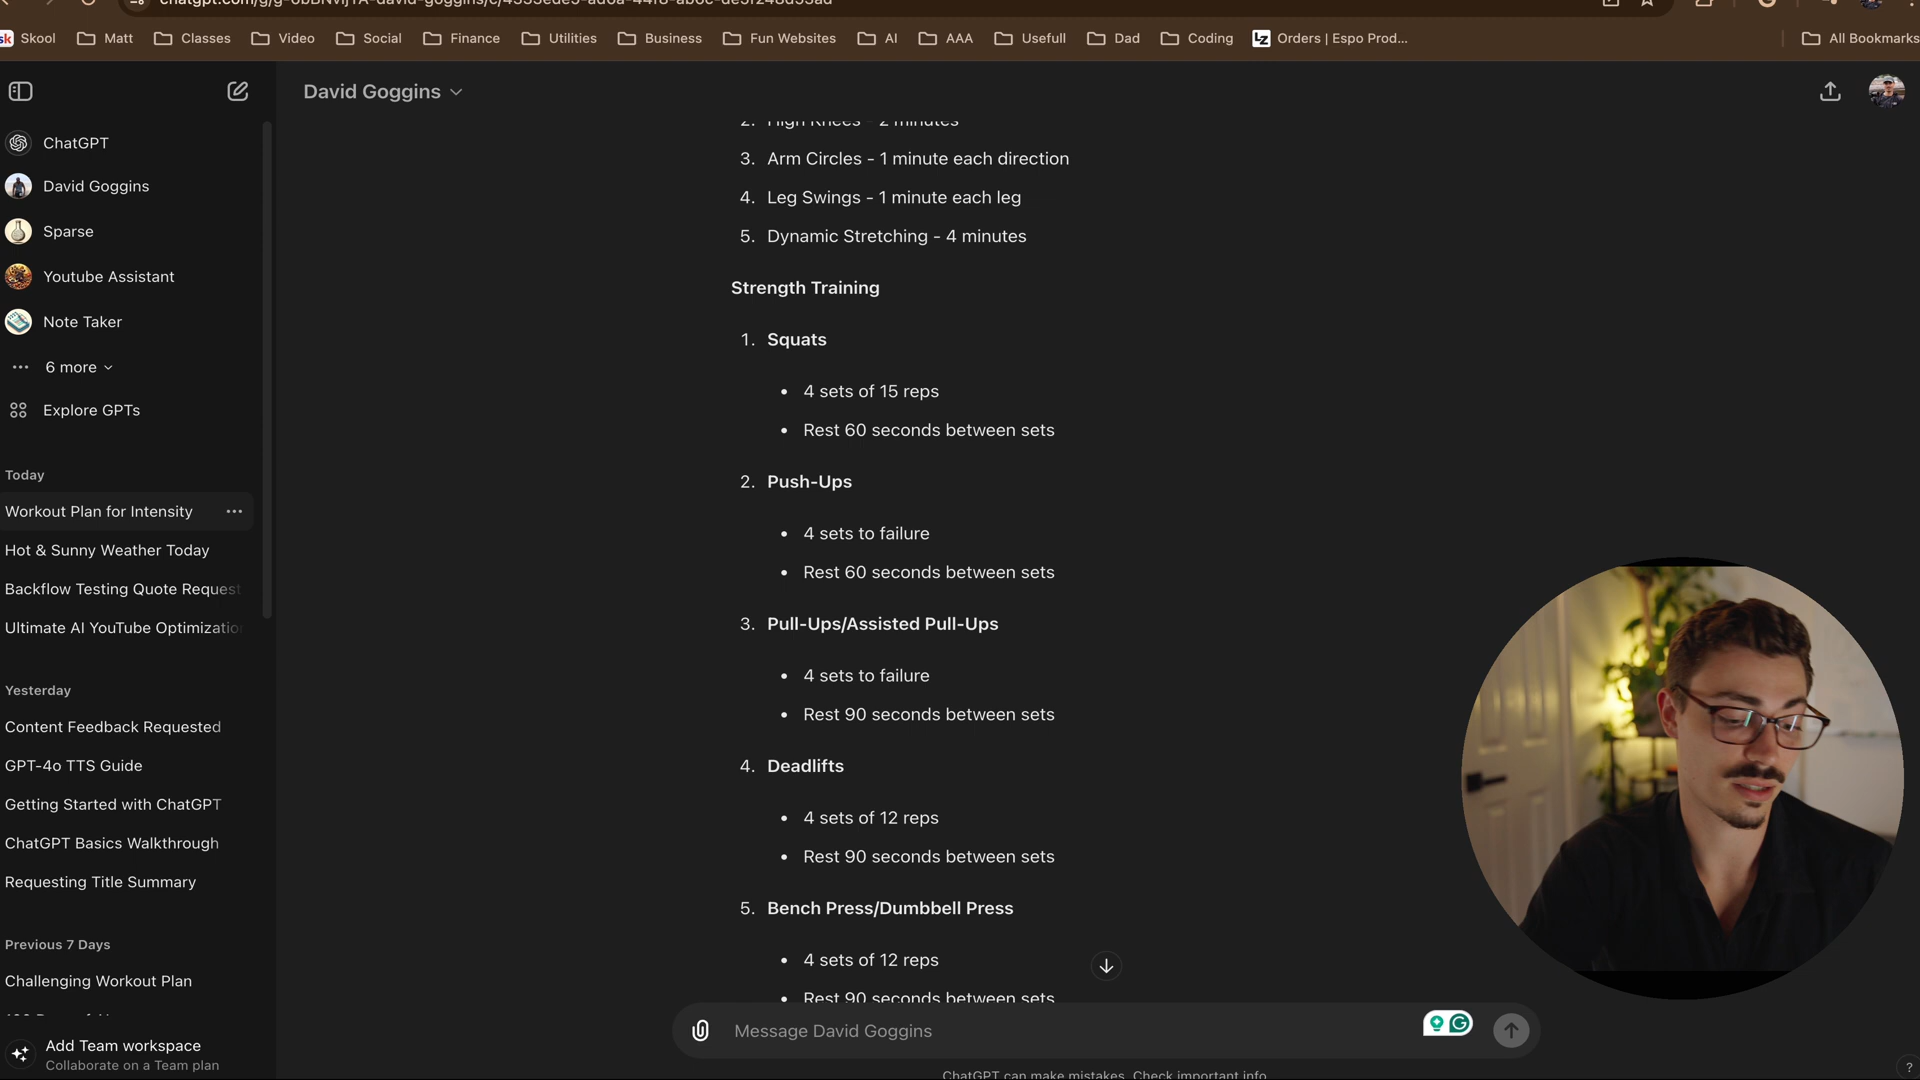 chatgpt.com/g/g-
sk Skool Matt Classes Video Social Finance Utilities Business Fun Websites AI AAA Usefull Dad Coding LZ Orders | Espo Prod... All Bookmarks
David Goggins
ChatGPT
David Goggins
Sparse
Youtube Assistant
Note Taker
6 more
Explore GPTs
Today
Workout Plan for Intensity
Hot & Sunny Weather Today
Backflow Testing Quote Request
Ultimate AI YouTube Optimizatio
Yesterday
Content Feedback Requested
GPT-4o TTS Guide
Getting Started with ChatGPT
ChatGPT Basics Walkthrough
Requesting Title Summary
Previous 7 Days
Challenging Workout Plan
Add Team workspace
Collaborate on a Team plan
2. High Knees - 2 minutes
3. Arm Circles - 1 minute each direction
4. Leg Swings - 1 minute each leg
5. Dynamic Stretching - 4 minutes
Strength Training
1. Squats
• 4 sets of 15 reps
• Rest 60 seconds between sets
2. Push-Ups
• 4 sets to failure
• Rest 60 seconds between sets
3. Pull-Ups/Assisted Pull-Ups
• 4 sets to failure
• Rest 90 seconds between sets
4. Deadlifts
• 4 sets of 12 reps
• Rest 90 seconds between sets
5. Bench Press/Dumbbell Press
• 4 sets of 12 reps
• Rest 90 seconds between sets
Message David Goggins
ChatGPT can make mistakes. Check important info.
?